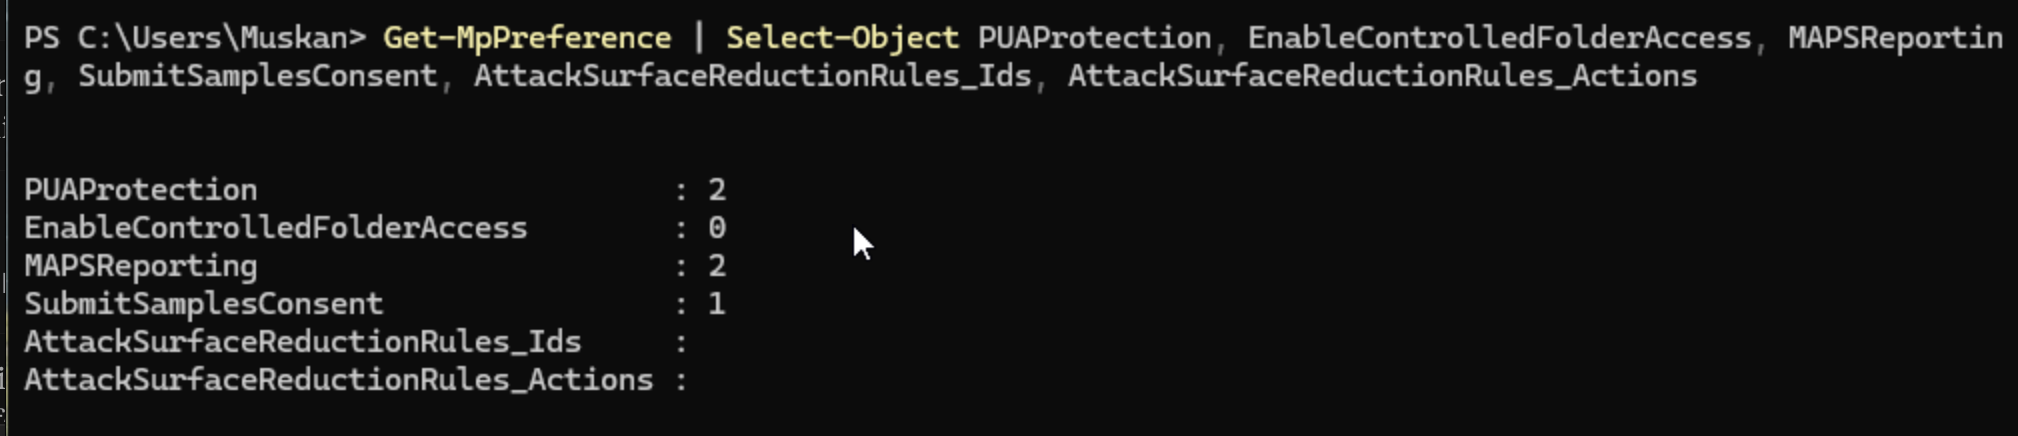 PS C:\Users\Muskan> Get-MpPreference | Select-Object PUAProtection, EnableControlledFolderAccess, MAPSReportin
g, SubmitSamplesConsent, AttackSurfaceReductionRules_Ids, AttackSurfaceReductionRules_Actions
PUAProtection : 2
EnableControlledFolderAccess : 0
MAPSReporting : 2
SubmitSamplesConsent : 1
AttackSurfaceReductionRules_Ids :
AttackSurfaceReductionRules_Actions :